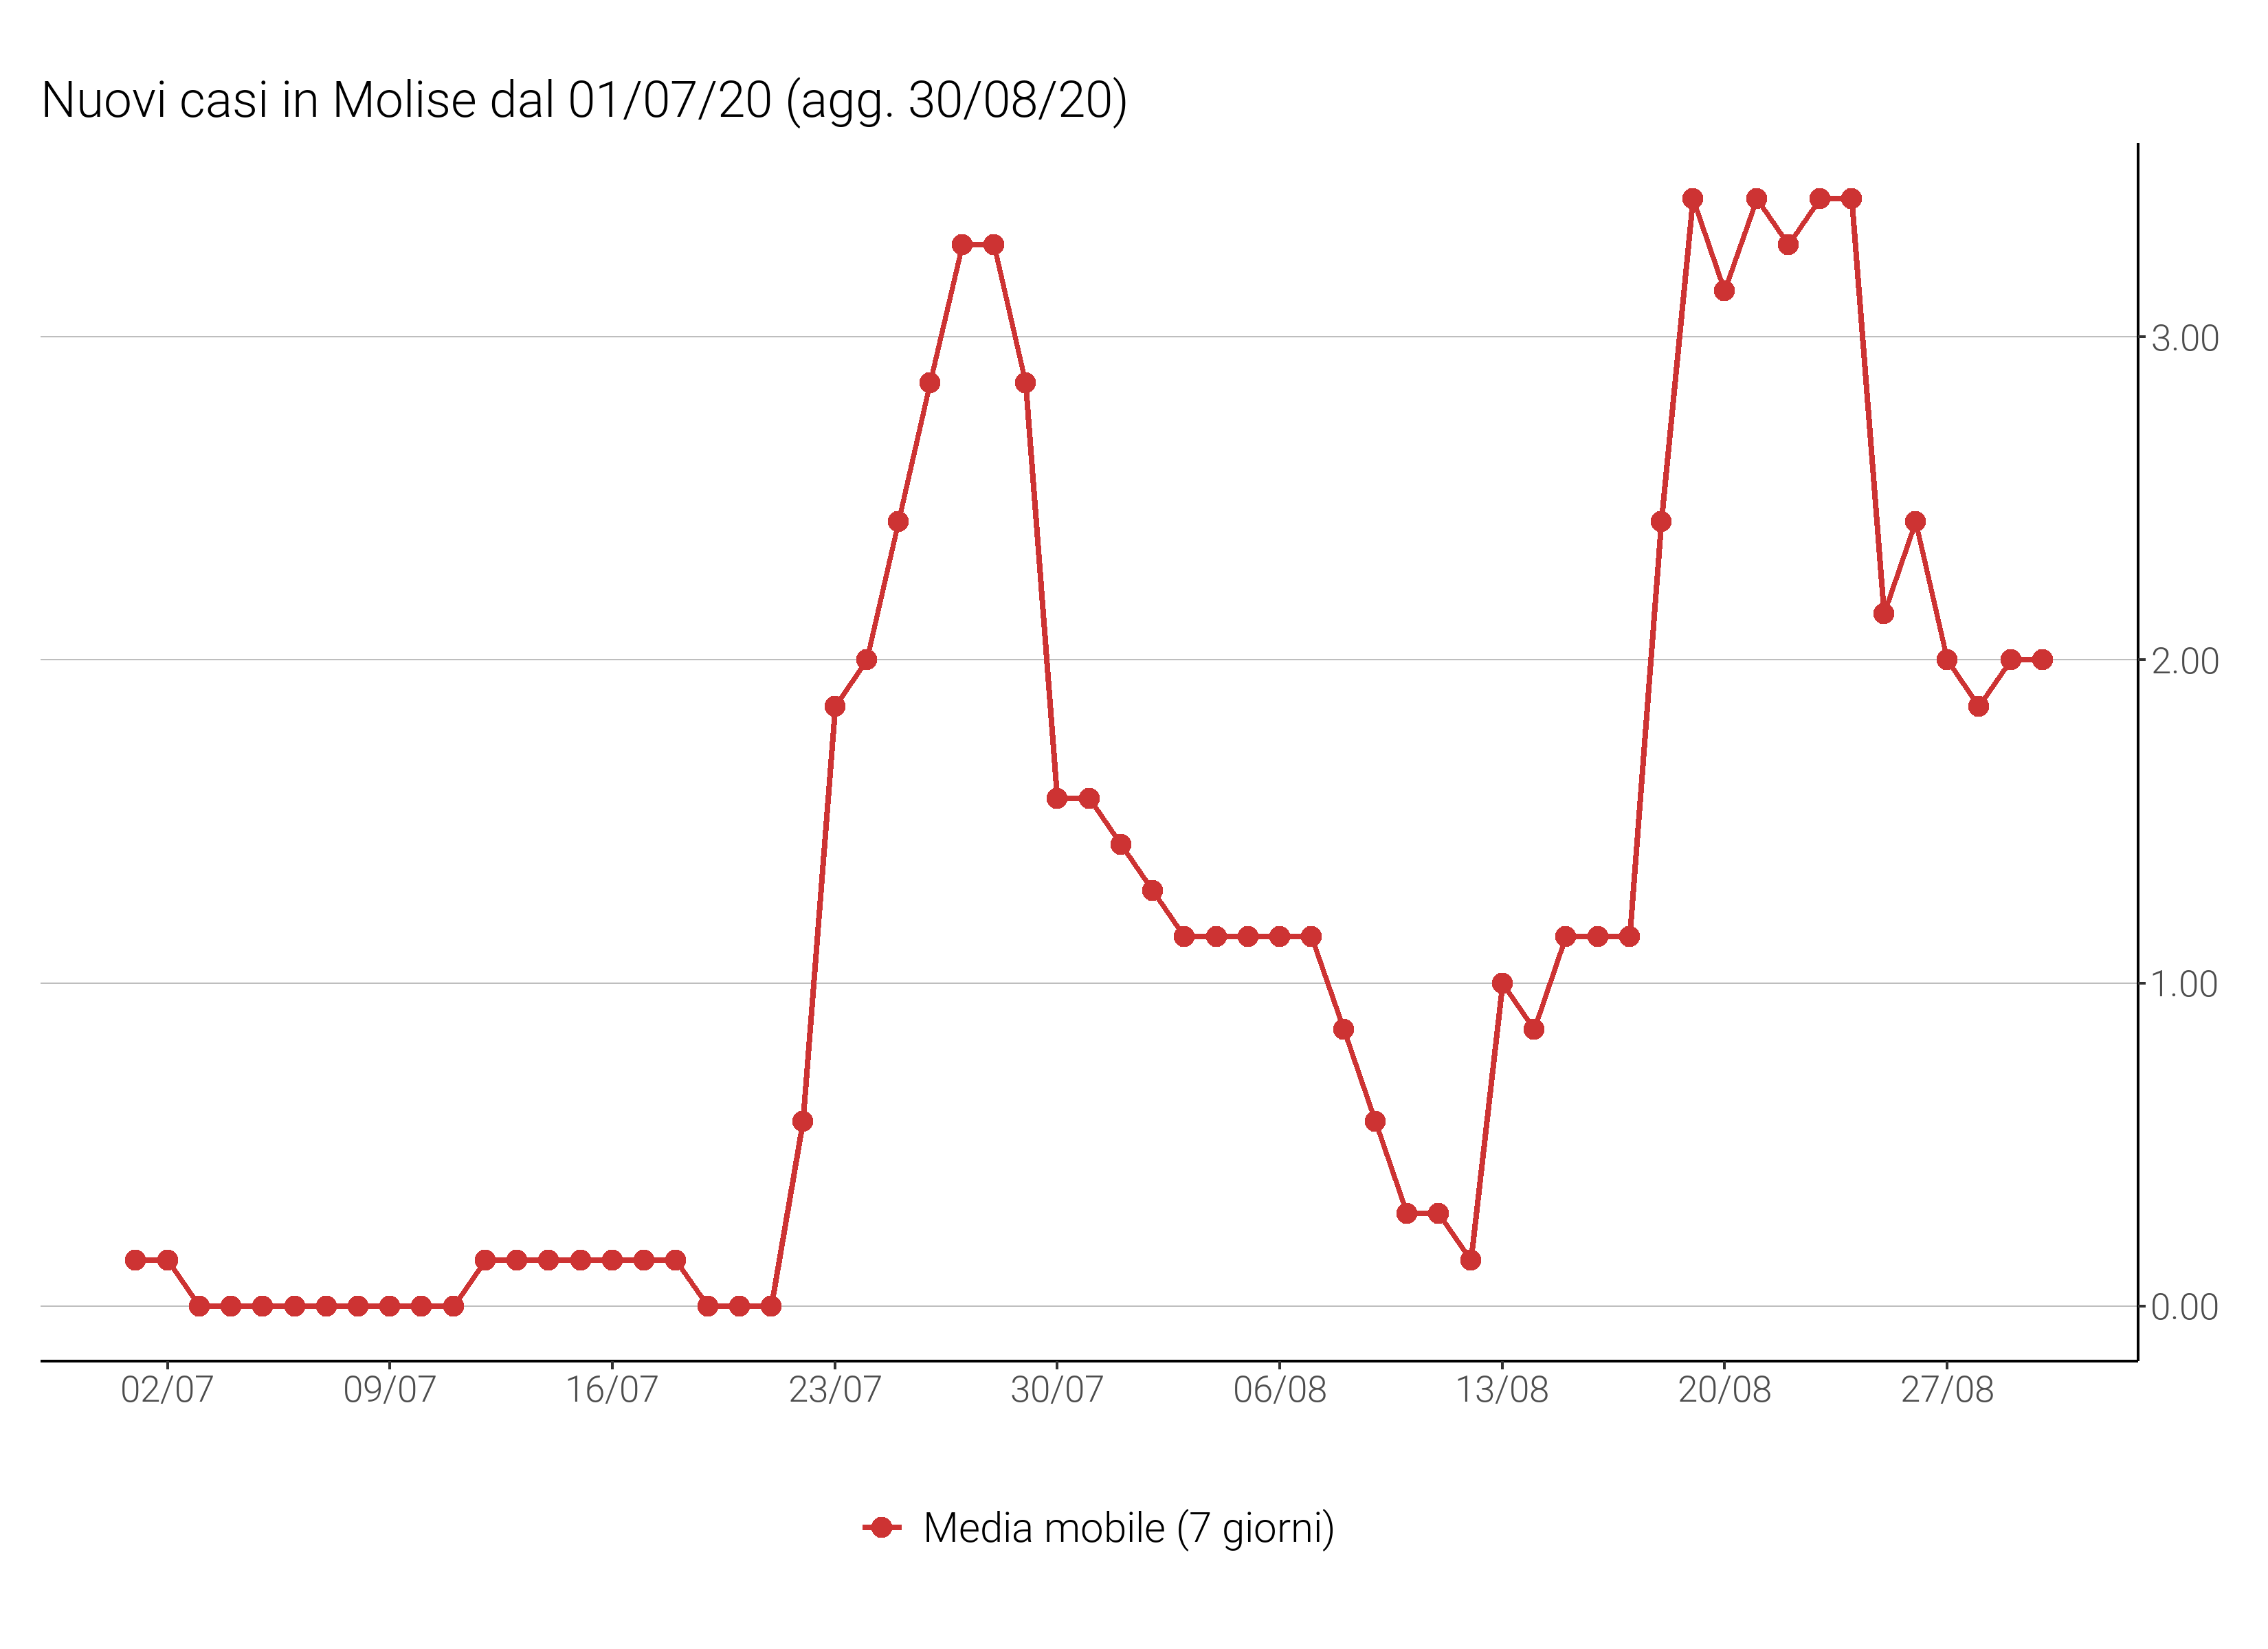 Nuovi casi in Molise dal 01/07/20 (agg. 30/08/20)
3.00
2.00
1.00
0.00
02/07 09/07 16/07 23/07 30/07 06/08 13/08 20/08 27/08
Media mobile (7 giorni)